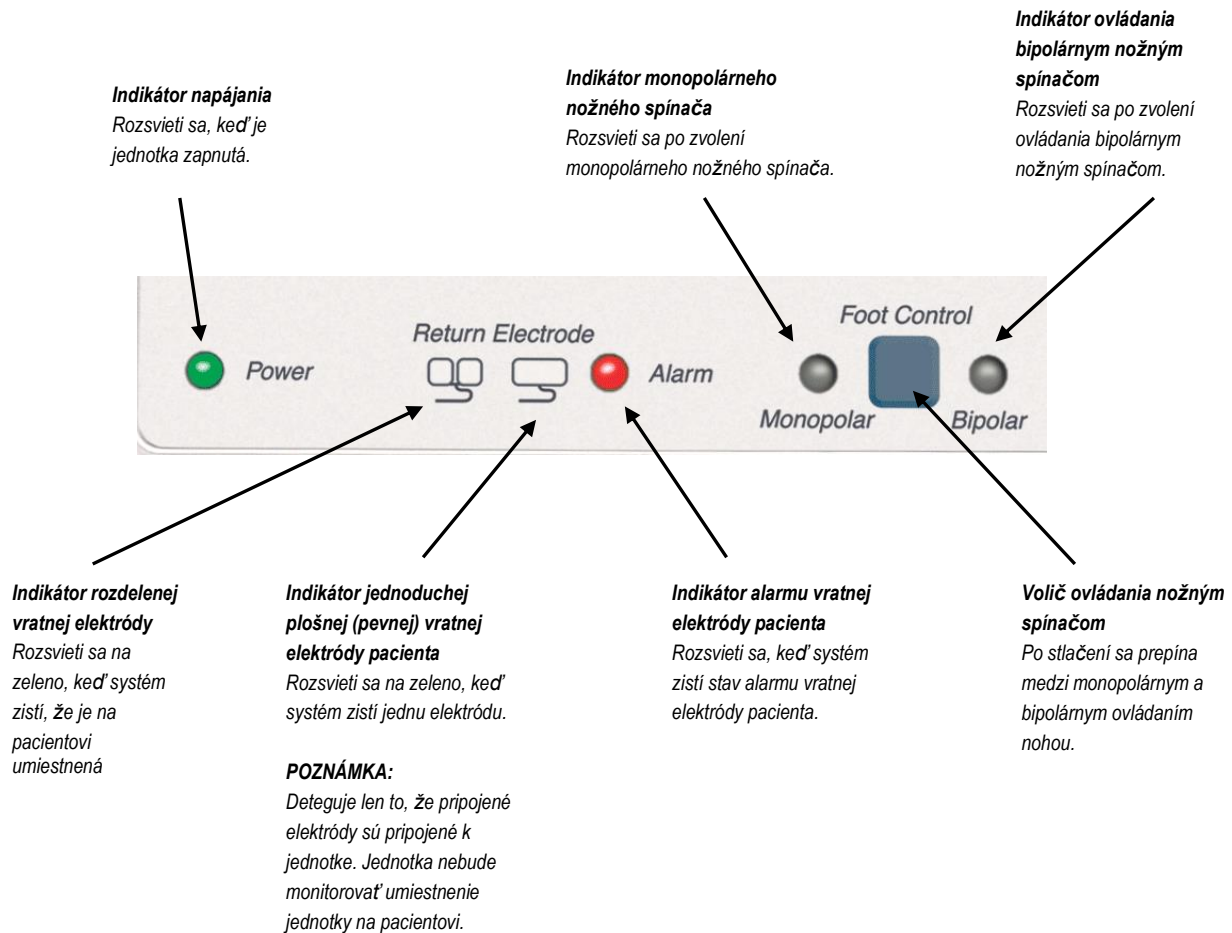 Indikátor napájania
Rozsvieti sa, keď je
jednotka zapnutá.
Indikátor monopolárneho
nožného spínača
Rozsvieti sa po zvolení
monopolárneho nožného spínača.
Indikátor ovládania
bipolárnym nožným
spínačom
Rozsvieti sa po zvolení
ovládania bipolárnym
nožným spínačom.
Power
Return Electrode
Alarm
Foot Control
Monopolar
Bipolar
Indikátor rozdelenej
vratnej elektródy
Rozsvieti sa na
zeleno, keď systém
zistí, že je na
pacientovi
umiestnená
Indikátor jednoduchej
plošnej (pevnej) vratnej
elektródy pacienta
Rozsvieti sa na zeleno, keď
systém zistí jednu elektródu.
POZNÁMKA:
Deteguje len to, že pripojené
elektródy sú pripojené k
jednotke. Jednotka nebude
monitorovať umiestnenie
jednotky na pacientovi.
Indikátor alarmu vratnej
elektródy pacienta
Rozsvieti sa, keď systém
zistí stav alarmu vratnej
elektródy pacienta.
Volič ovládania nožným
spínačom
Po stlačení sa prepína
medzi monopolárnym a
bipolárnym ovládaním
nohou.